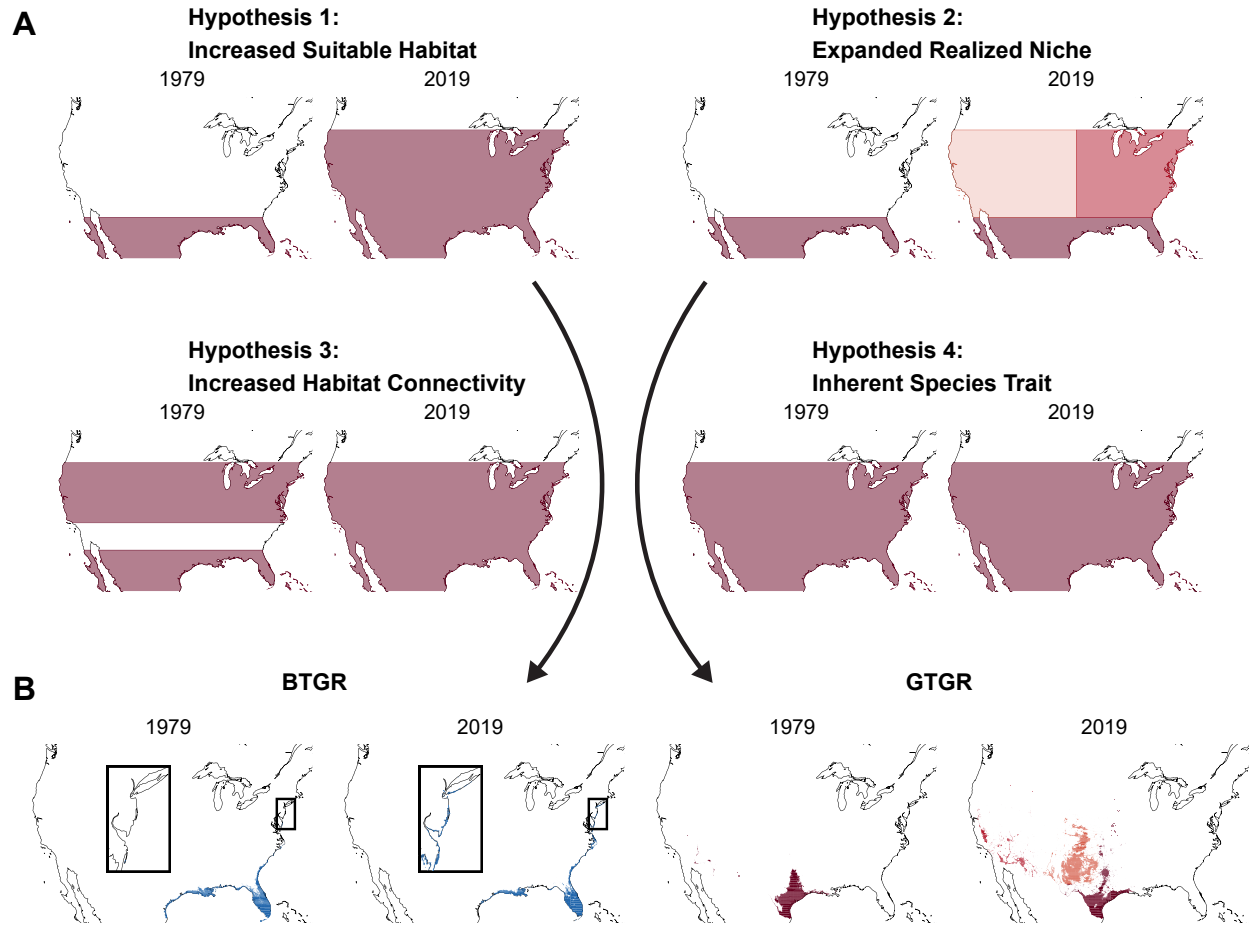 A
Hypothesis 1:
Increased Suitable Habitat
1979
2019
Hypothesis 2:
Expanded Realized Niche
1979
2019
Hypothesis 3:
Increased Habitat Connectivity
1979
2019
Hypothesis 4:
Inherent Species Trait
1979
2019
B
BTGR
1979
2019
GTGR
1979
2019